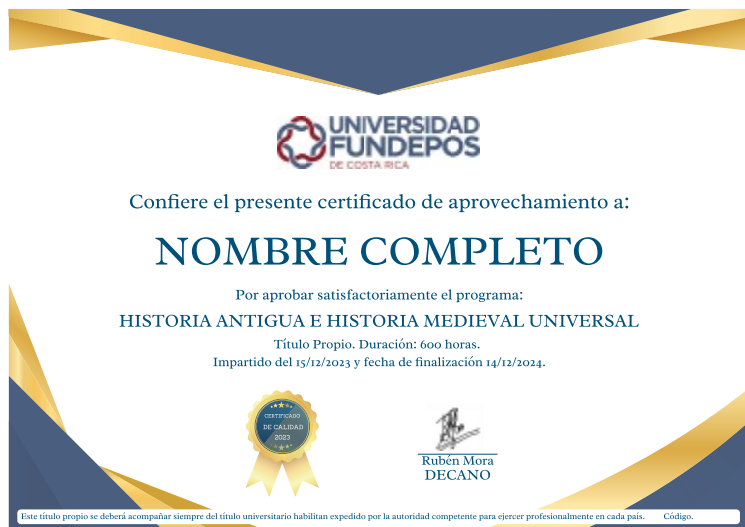 UNIVERSIDAD
FUNDEPOS
DE COSTA RICA
Confiere el presente certificado de aprovechamiento a:
NOMBRE COMPLETO
Por aprobar satisfactoriamente el programa:
HISTORIA ANTIGUA E HISTORIA MEDIEVAL UNIVERSAL
Título Propio. Duración: 600 horas.
Impartido del 15/12/2023 y fecha de finalización 14/12/2024.
CERTIFICADO
DE CALIDAD
2023
Rubén Mora
DECANO
Este título propio se deberá acompañar siempre del título universitario habilitan expedido por la autoridad competente para ejercer profesionalmente en cada país. Código.